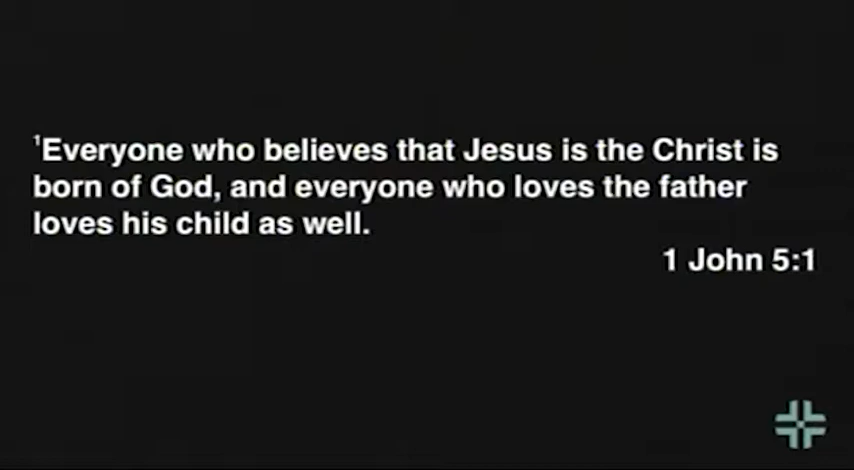 ¹Everyone who believes that Jesus is the Christ is
born of God, and everyone who loves the father
loves his child as well.
1 John 5:1